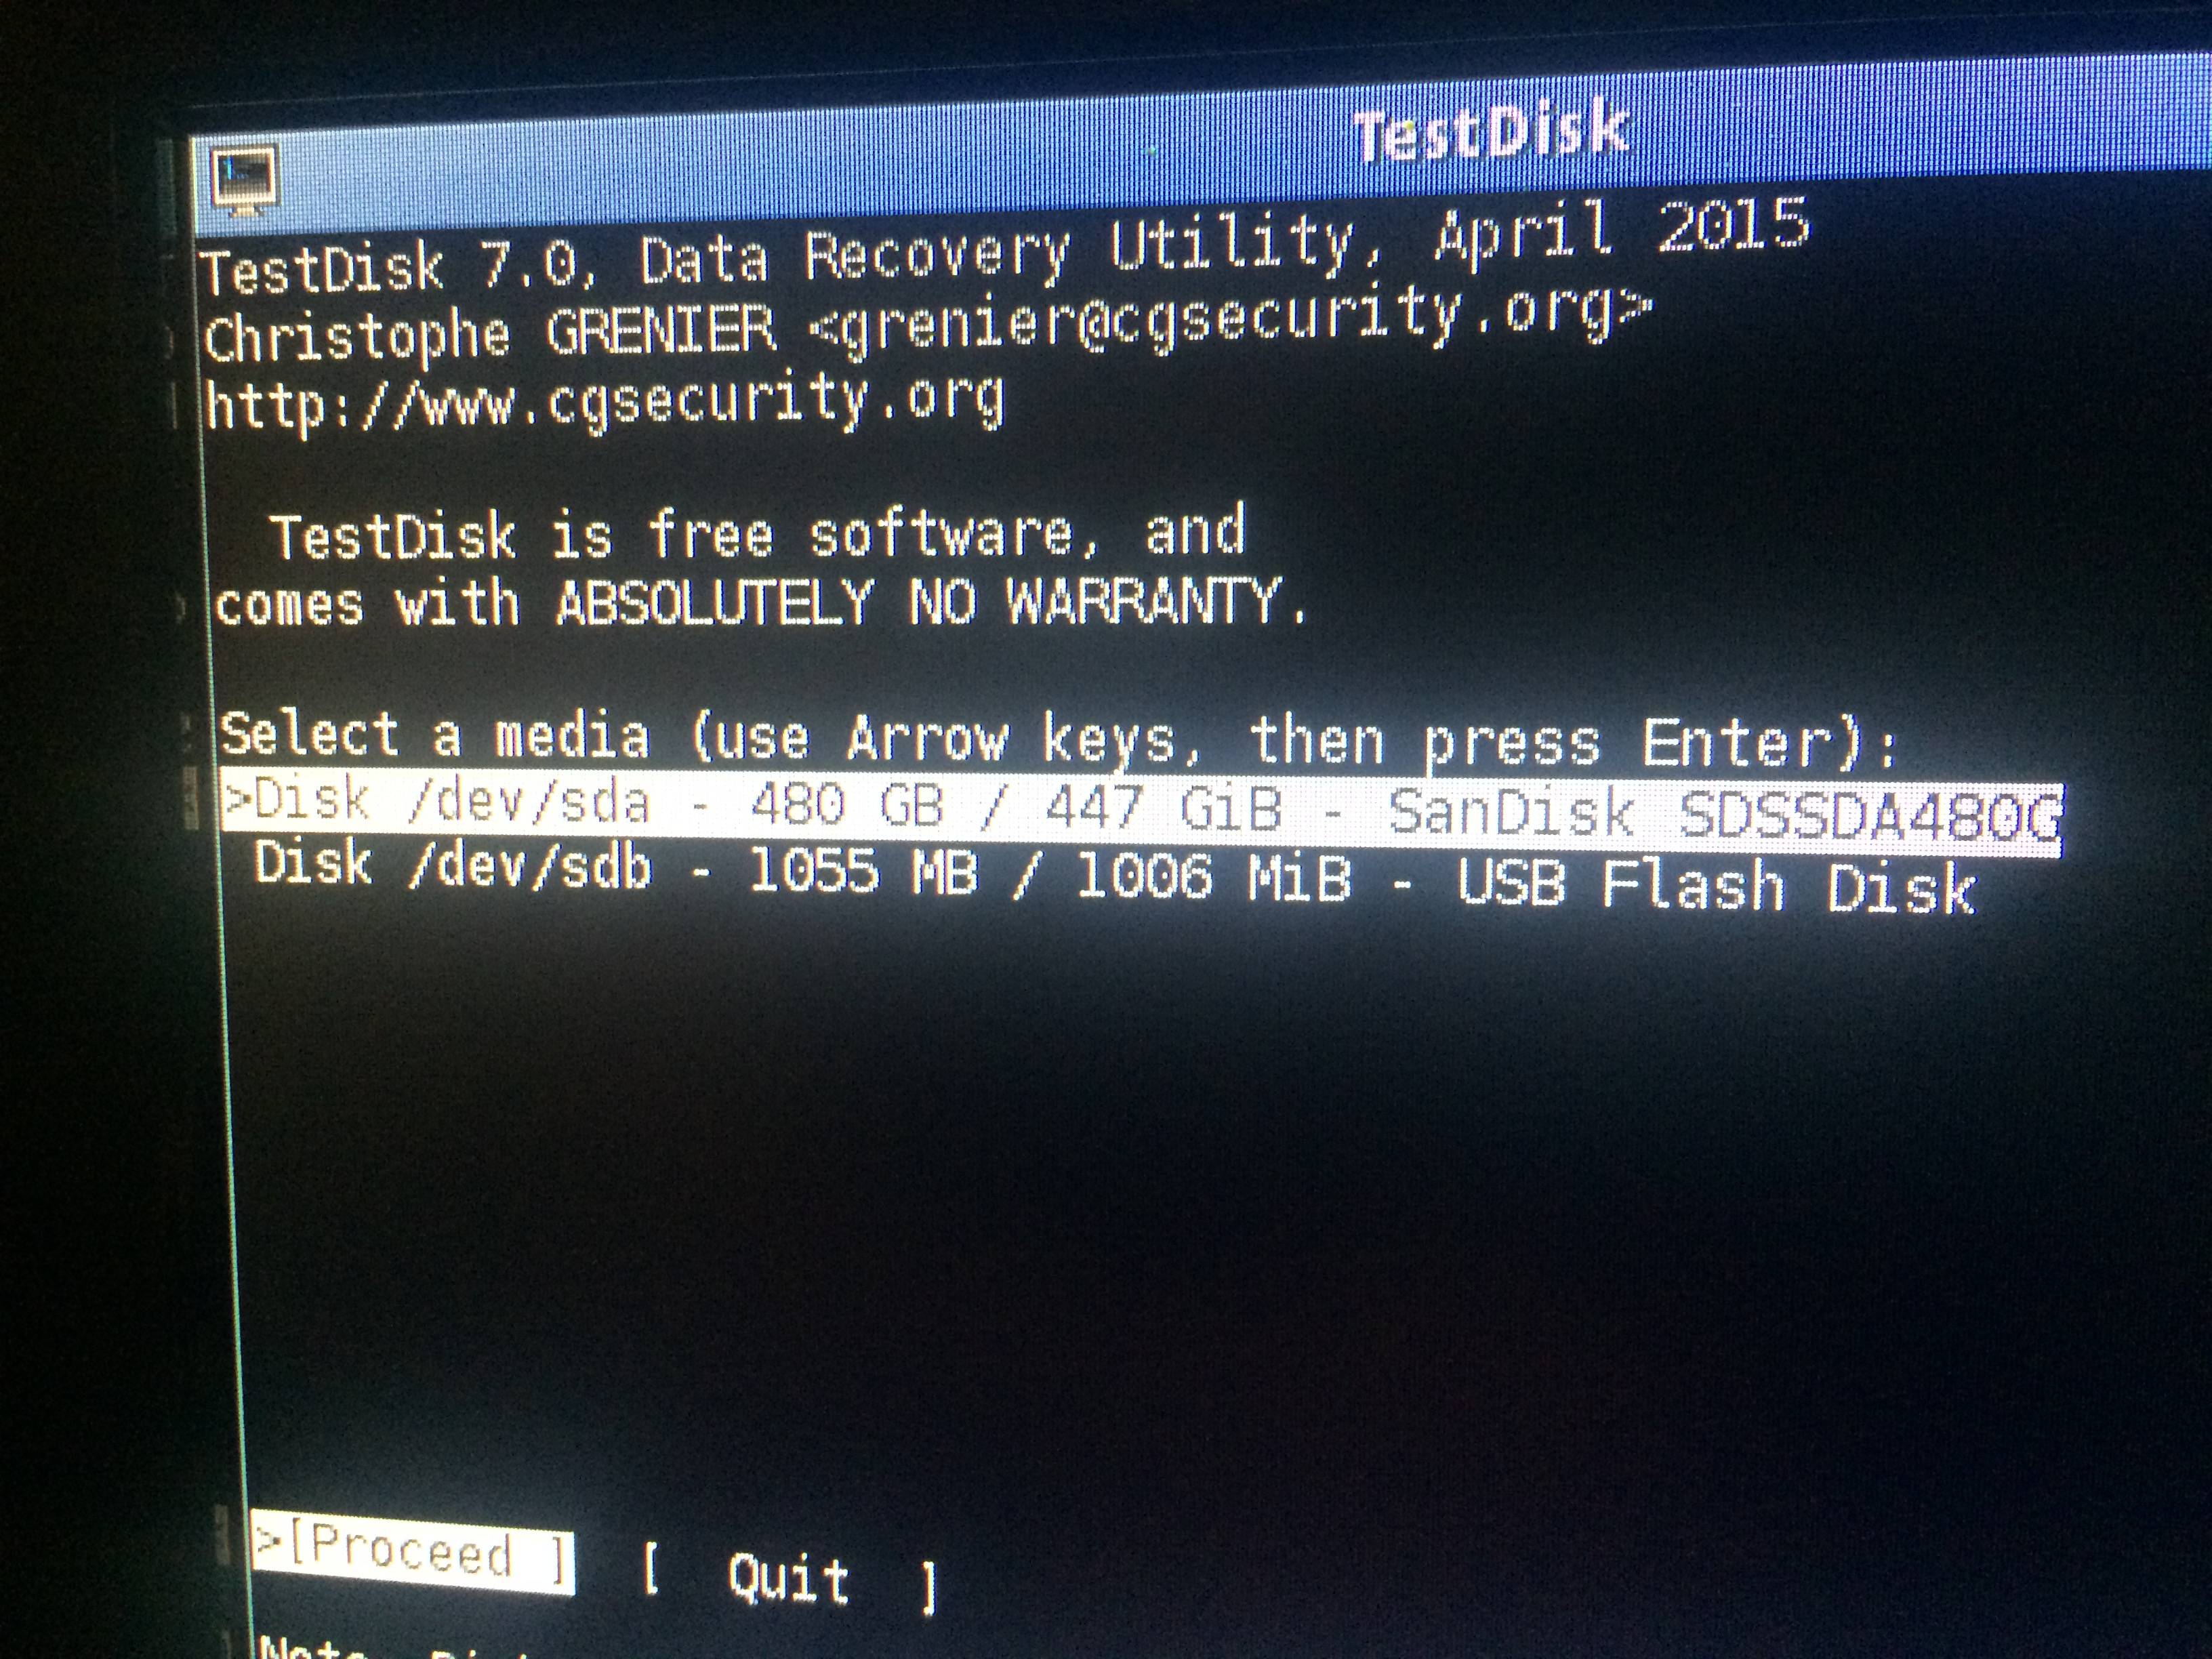 TestDisk
TestDisk 7.0, Data Recovery Utility, April 2015
Christophe GRENIER <grenier@cgsecurity.org>
http://www.cgsecurity.org
TestDisk is free software, and
comes with ABSOLUTELY NO WARRANTY.
Select a media (use Arrow keys, then press Enter):
>Disk /dev/sda - 480 GB / 447 GiB - SanDisk SDSSDA480G
Disk /dev/sdb - 1055 MB / 1006 MiB - USB Flash Disk
>[Proceed ] [ Quit ]